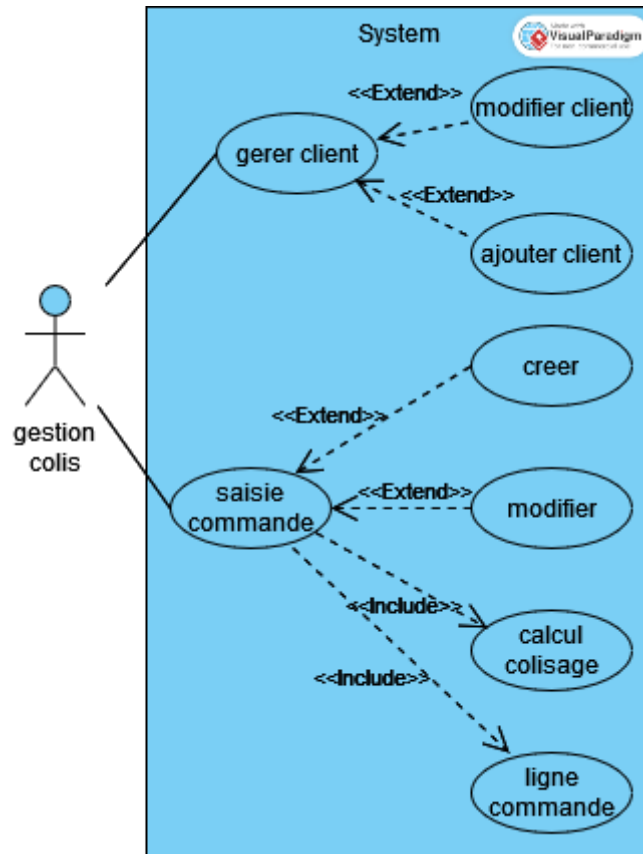 System
VisualParadigm
<<Extend>>
modifier client
gerer client
<<Extend>>
ajouter client
creer
<<Extend>>
gestion
colis
saisie
commande
<<Extend>>
modifier
<<Include>>
calcul
colisage
<<Include>>
ligne
commande